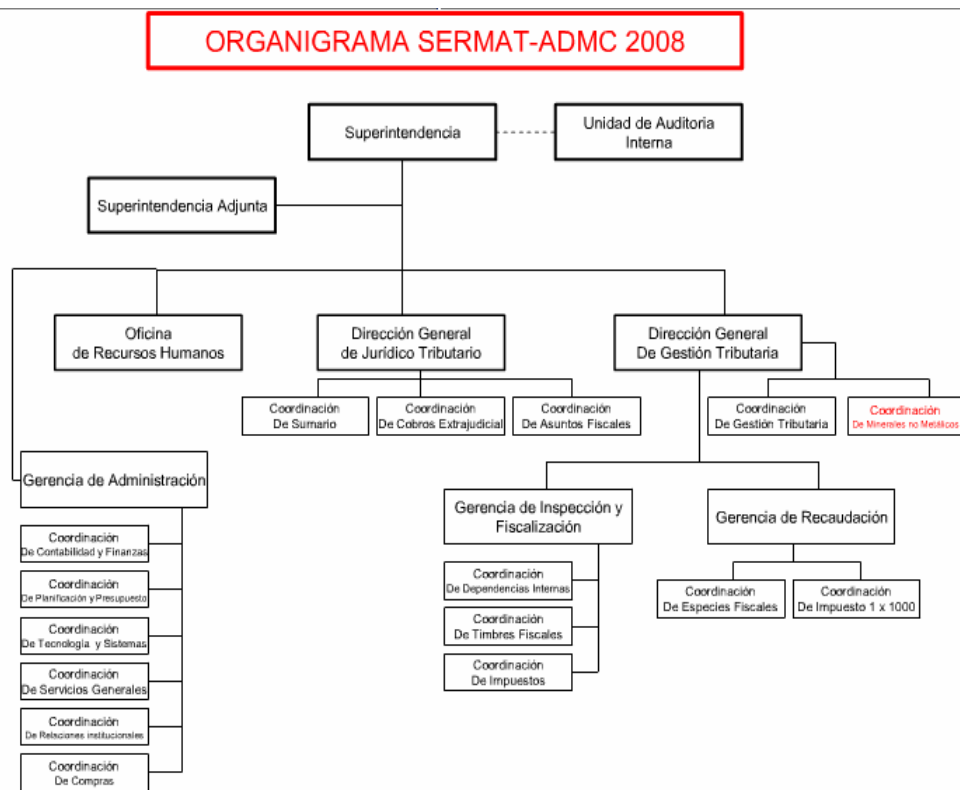 ORGANIGRAMA SERMAT-ADMC 2008
Superintendencia
Unidad de Auditoria
Interna
Superintendencia Adjunta
Oficina
de Recursos Humanos
Dirección General
de Jurídico Tributario
Dirección General
De Gestión Tributaria
Coordinación
De Sumario
Coordinación
De Cobros Extrajudicial
Coordinación
De Asuntos Fiscales
Coordinación
De Gestión Tributaria
Coordinación
De Minerales no Metálicos
Gerencia de Administración
Gerencia de Inspección y
Fiscalización
Gerencia de Recaudación
Coordinación
De Contabilidad y Finanzas
Coordinación
De Planificación y Presupuesto
Coordinación
De Tecnología y Sistemas
Coordinación
De Servicios Generales
Coordinación
De Relaciones institucionales
Coordinación
De Compras
Coordinación
De Dependencias Internas
Coordinación
De Timbres Fiscales
Coordinación
De Impuestos
Coordinación
De Especies Fiscales
Coordinación
De Impuesto 1 x 1000